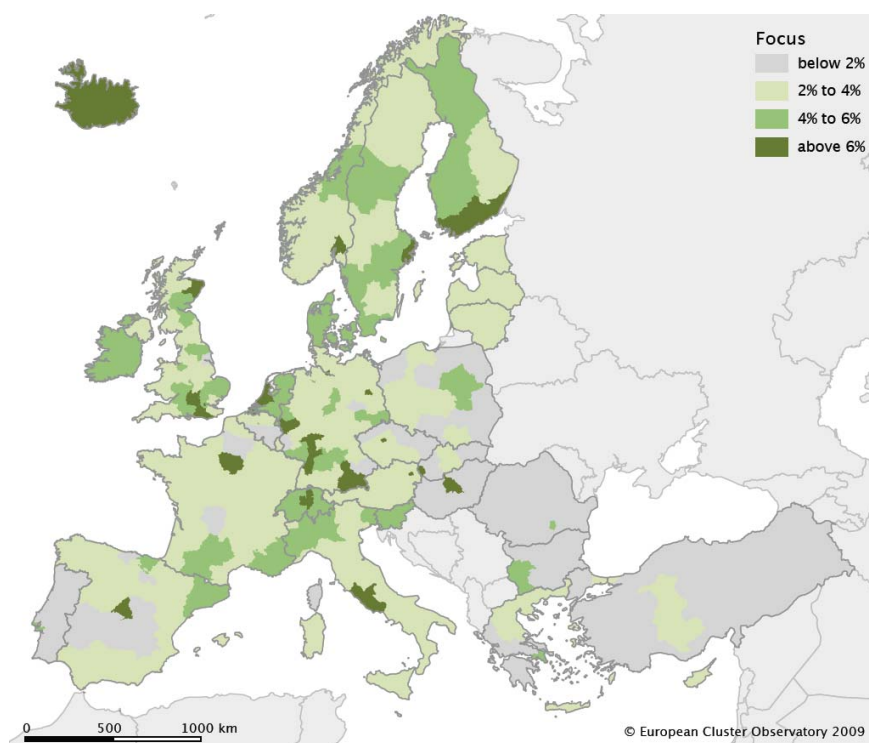 Focus
below 2%
2% to 4%
4% to 6%
above 6%
0 500 1000 km
© European Cluster Observatory 2009